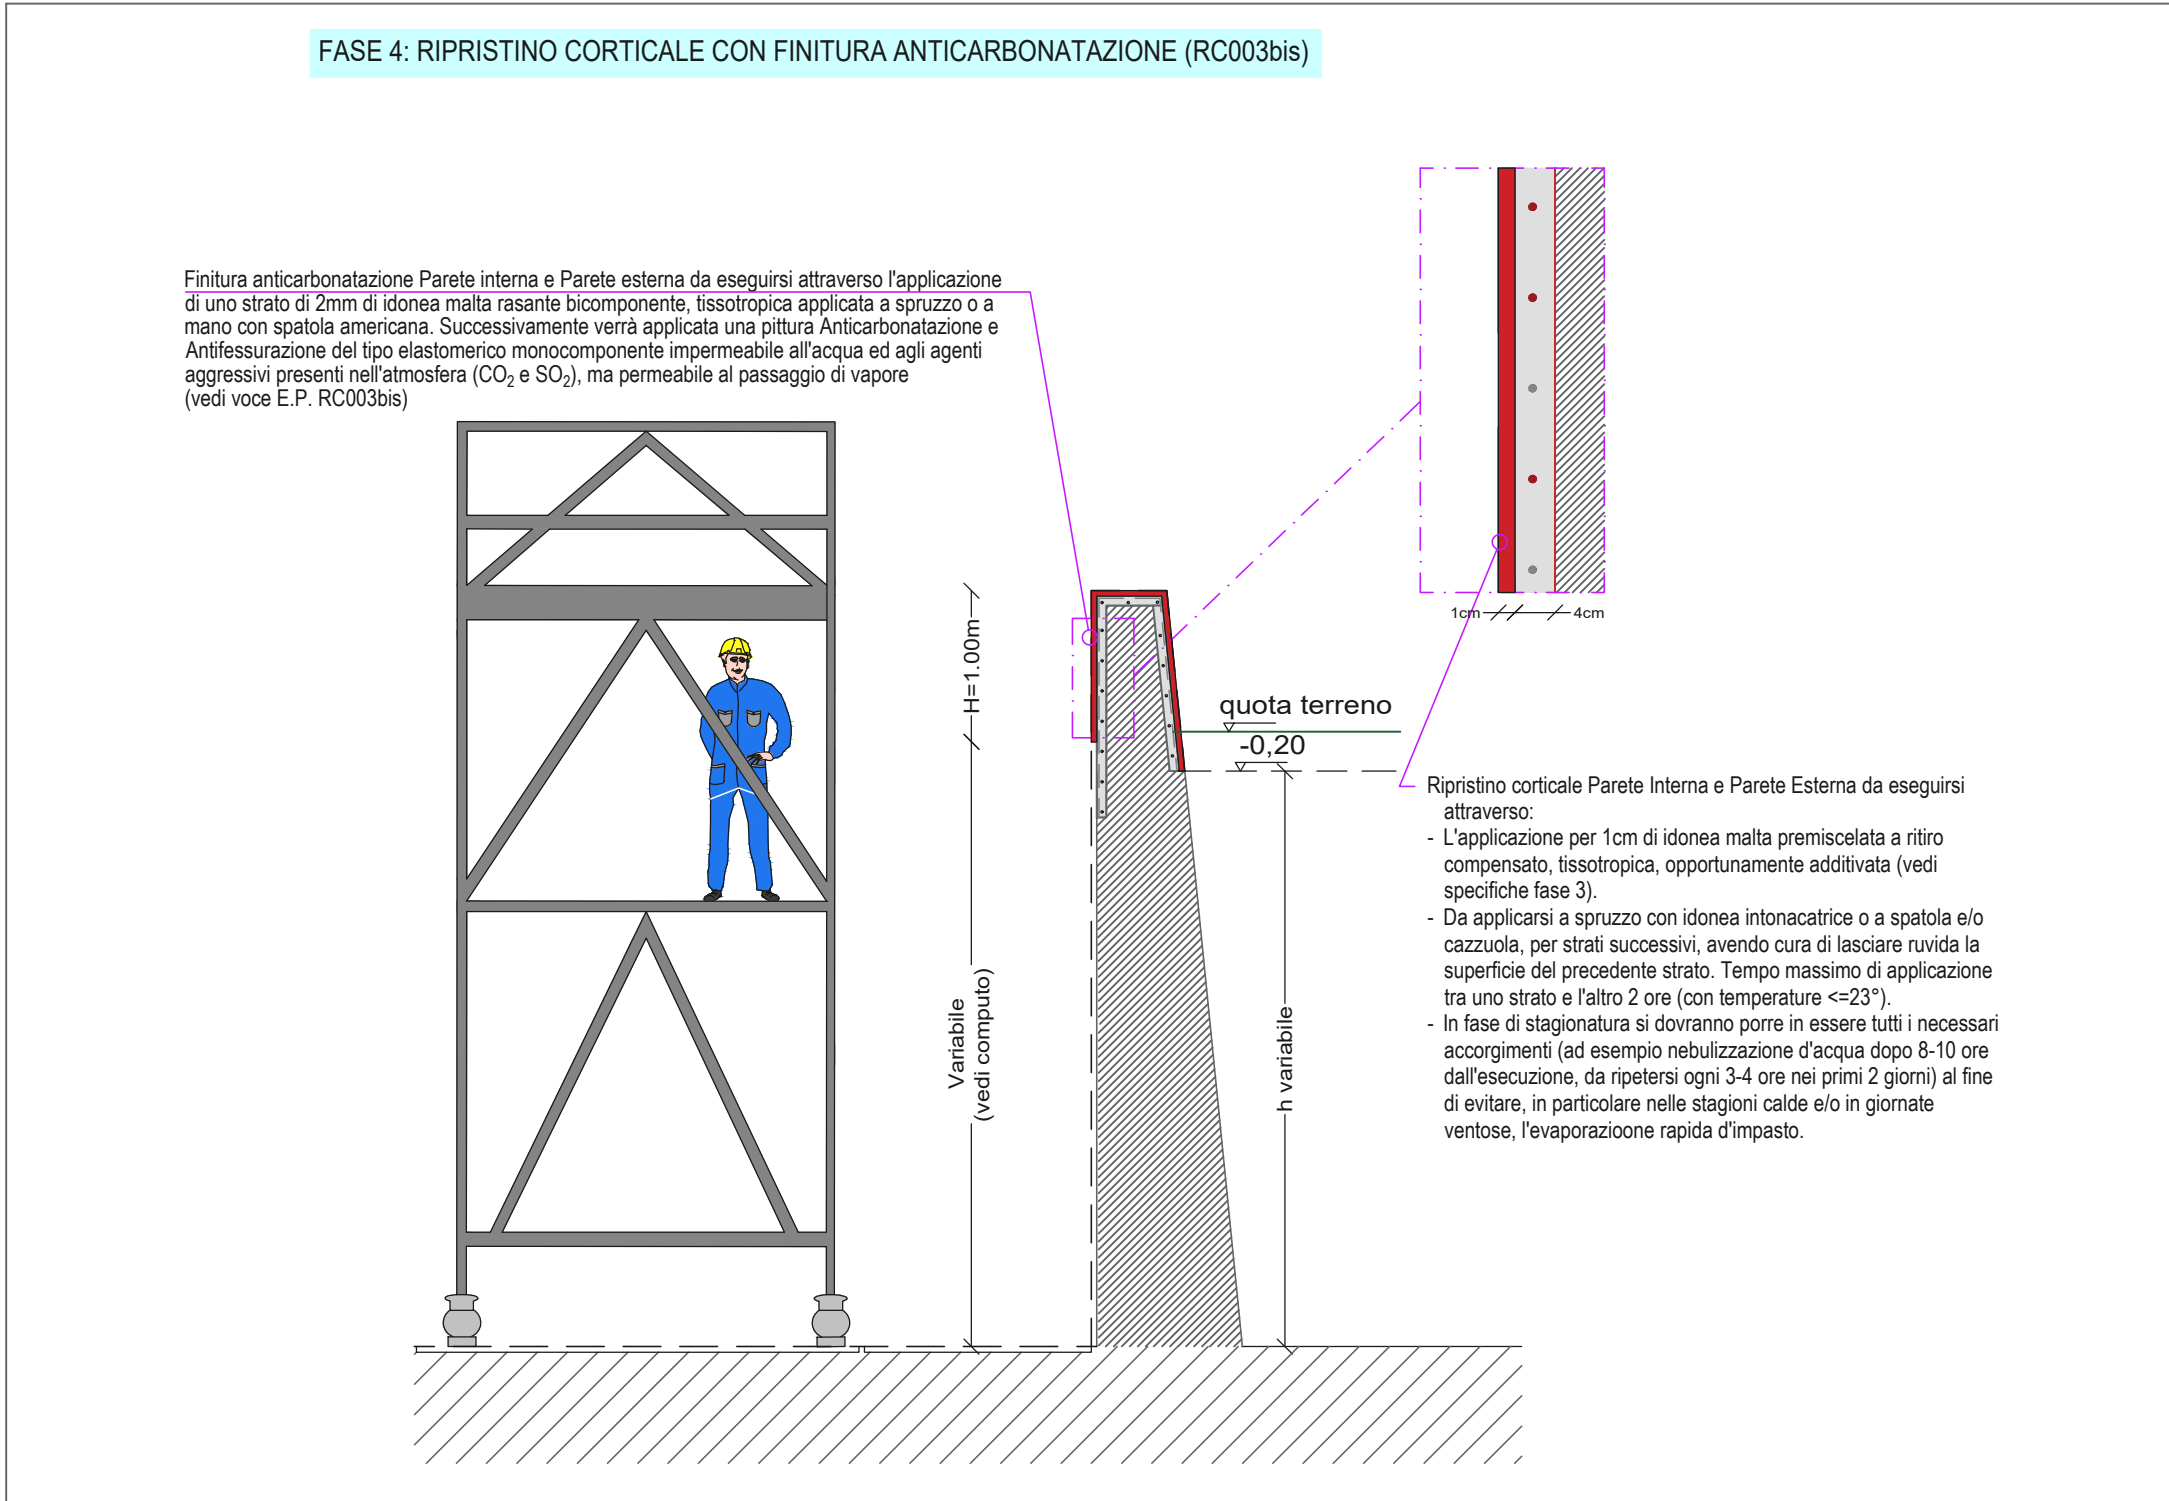 FASE 4: RIPRISTINO CORTICALE CON FINITURA ANTICARBONATAZIONE (RC003bis)
Finitura anticarbonatazione Parete interna e Parete esterna da eseguirsi attraverso l'applicazione
di uno strato di 2mm di idonea malta rasante bicomponente, tissotropica applicata a spruzzo o a
mano con spatola americana. Successivamente verrà applicata una pittura Anticarbonatazione e
Antifessurazione del tipo elastomerico monocomponente impermeabile all'acqua ed agli agenti
aggressivi presenti nell'atmosfera (CO₂ e SO₂), ma permeabile al passaggio di vapore
(vedi voce E.P. RC003bis)
1cm
4cm
H=1.00m
quota terreno
-0,20
Variabile
(vedi computo)
h variabile
Ripristino corticale Parete Interna e Parete Esterna da eseguirsi
attraverso:
- L'applicazione per 1cm di idonea malta premiscelata a ritiro
compensato, tissotropica, opportunamente additivata (vedi
specifiche fase 3).
- Da applicarsi a spruzzo con idonea intonacatrice o a spatola e/o
cazzuola, per strati successivi, avendo cura di lasciare ruvida la
superficie del precedente strato. Tempo massimo di applicazione
tra uno strato e l'altro 2 ore (con temperature <=23°).
- In fase di stagionatura si dovranno porre in essere tutti i necessari
accorgimenti (ad esempio nebulizzazione d'acqua dopo 8-10 ore
dall'esecuzione, da ripetersi ogni 3-4 ore nei primi 2 giorni) al fine
di evitare, in particolare nelle stagioni calde e/o in giornate
ventose, l'evaporazioone rapida d'impasto.